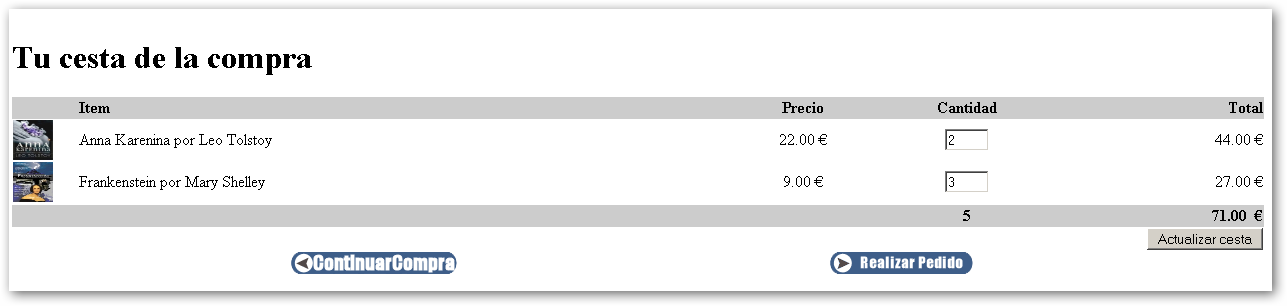 Tu cesta de la compra
Item Precio Cantidad Total
Anna Karenina por Leo Tolstoy 22.00 € 2 44.00 €
Frankenstein por Mary Shelley 9.00 € 3 27.00 €
5 71.00 €
Actualizar cesta
ContinuarCompra Realizar Pedido